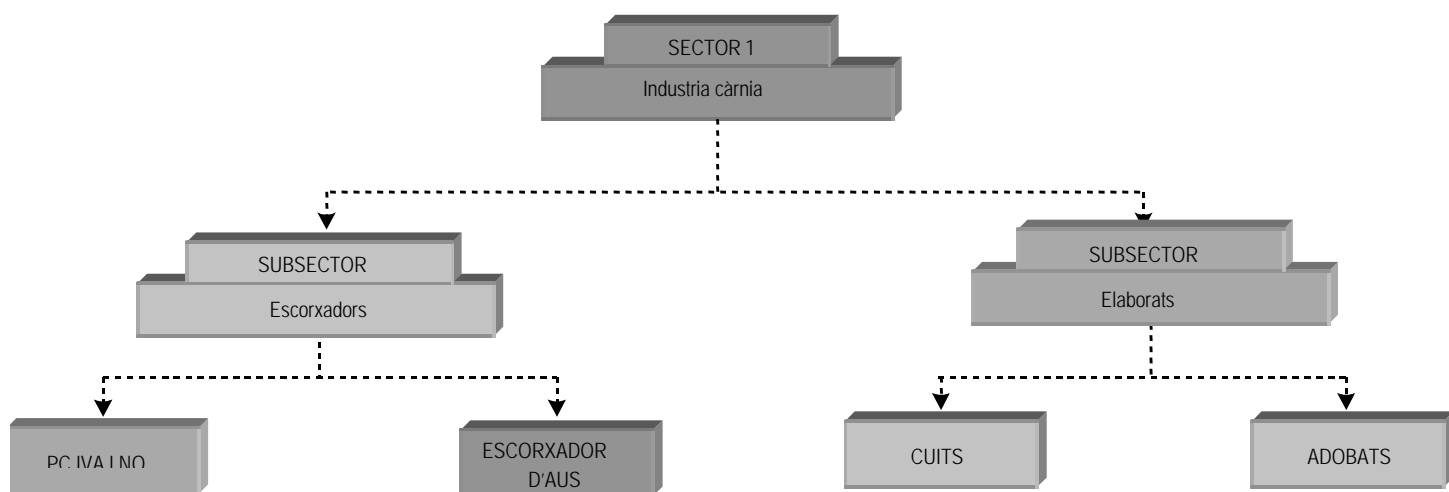 SECTOR 1
Industria càrnia
SUBSECTOR
Escorxadors
SUBSECTOR
Elaborats
ESCORXADOR
D'AUS
CUITS
ADOBATS